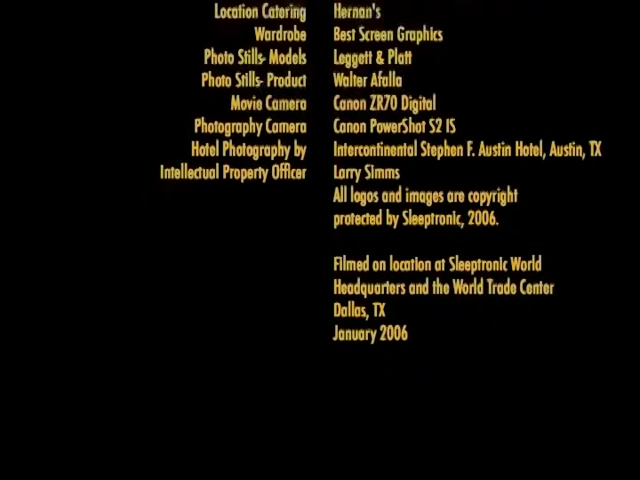 Location Catering Hernan's
Wardrobe Best Screen Graphics
Photo Stills- Models Leggett & Platt
Photo Stills- Product Walter Afalla
Movie Camera Canon ZR70 Digital
Photography Camera Canon PowerShot S2 IS
Hotel Photography by Intercontinental Stephen F. Austin Hotel, Austin, TX
Intellectual Property Officer Larry Simms
All logos and images are copyright
protected by Sleeptronic, 2006.
Filmed on location at Sleeptronic World
Headquarters and the World Trade Center
Dallas, TX
January 2006